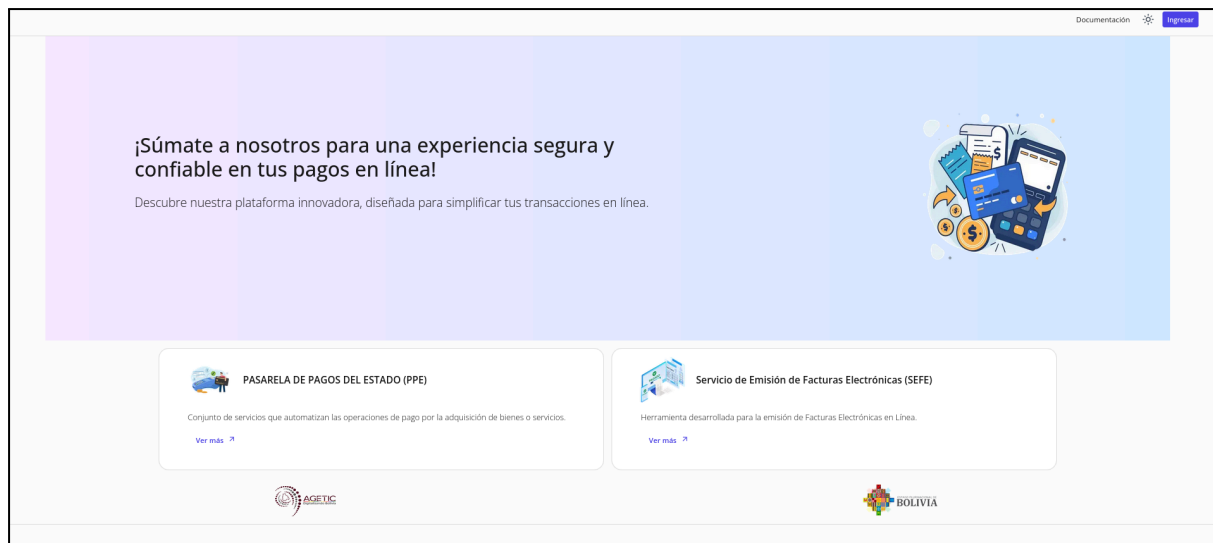 Documentación
Ingresar
¡Súmate a nosotros para una experiencia segura y
confiable en tus pagos en línea!
Descubre nuestra plataforma innovadora, diseñada para simplificar tus transacciones en línea.
PASARELA DE PAGOS DEL ESTADO (PPE)
Conjunto de servicios que automatizan las operaciones de pago por la adquisición de bienes o servicios.
Ver más
Servicio de Emisión de Facturas Electrónicas (SEFE)
Herramienta desarrollada para la emisión de Facturas Electrónicas en Línea.
Ver más
AGETIC
BOLIVIA